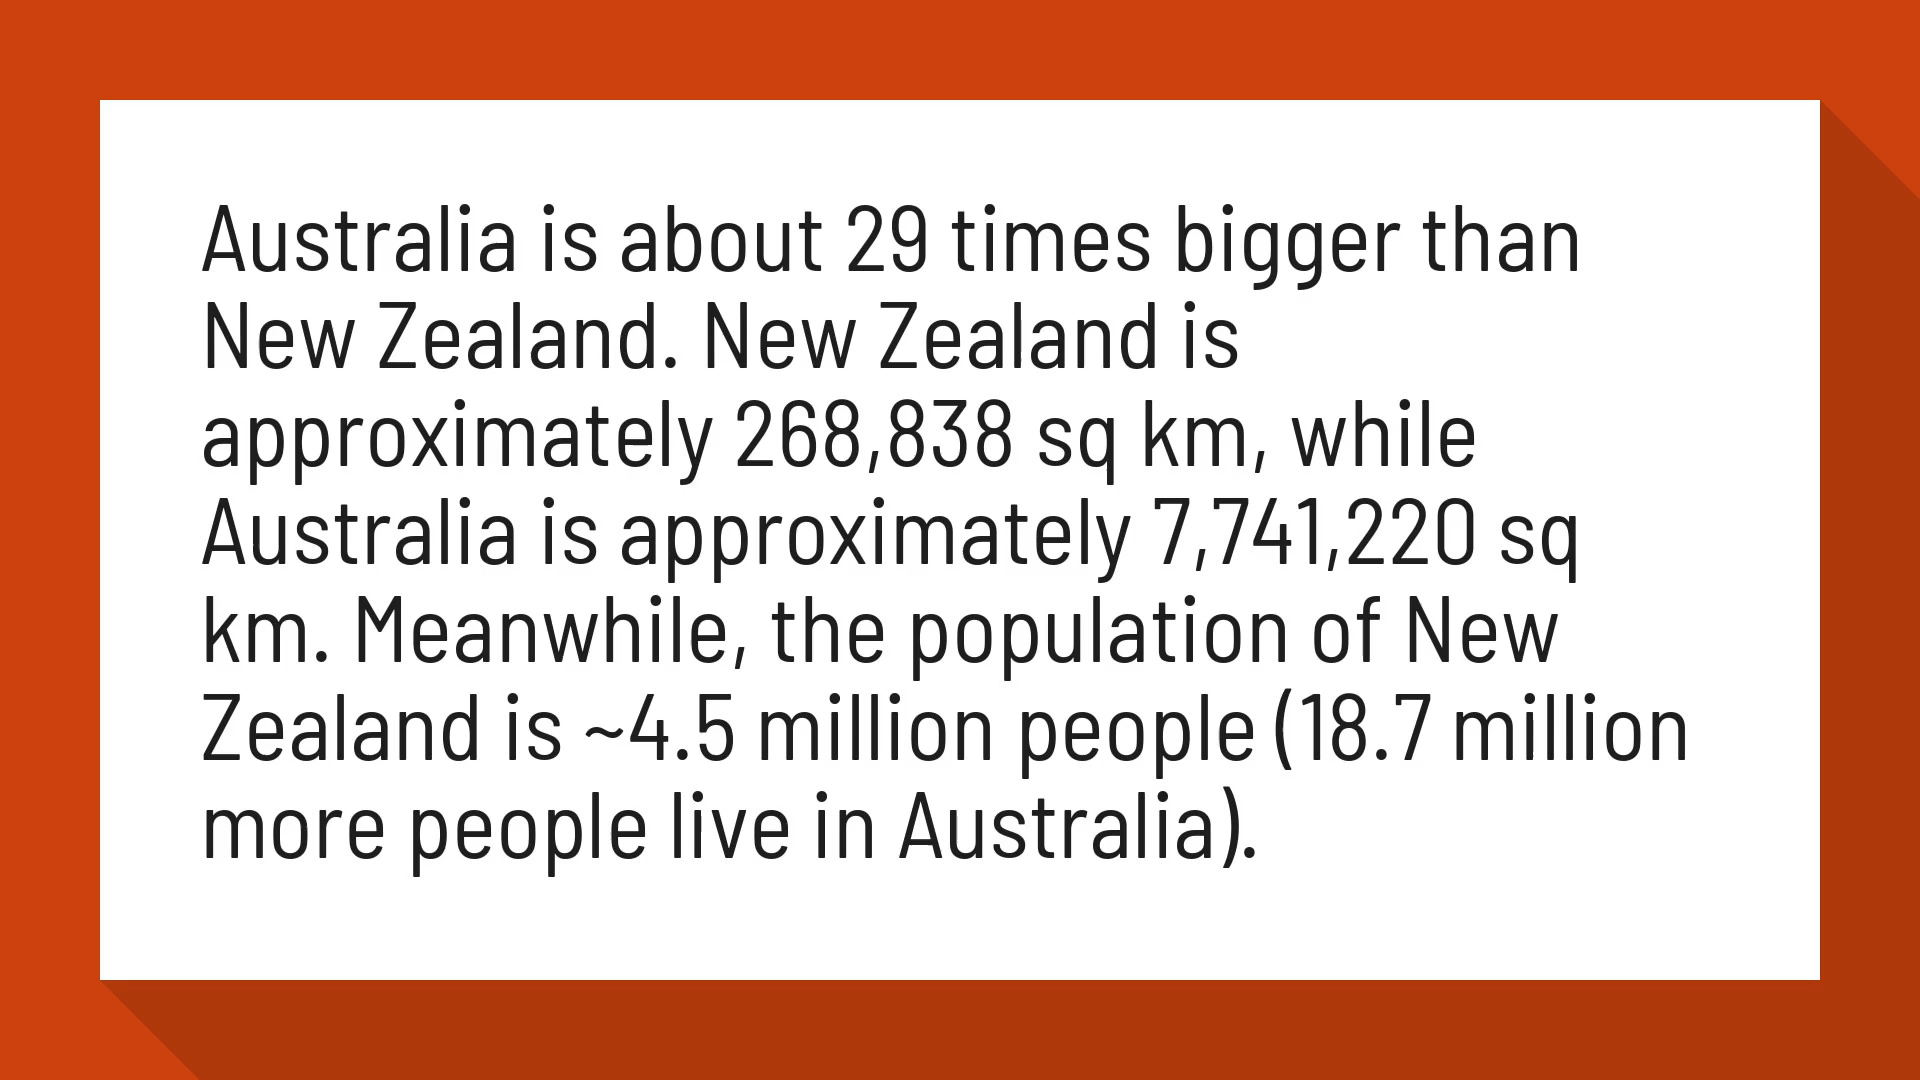 Australia is about 29 times bigger than
New Zealand. New Zealand is
approximately 268,838 sq km, while
Australia is approximately 7,741,220 sq
km. Meanwhile, the population of New
Zealand is ~4.5 million people (18.7 million
more people live in Australia).